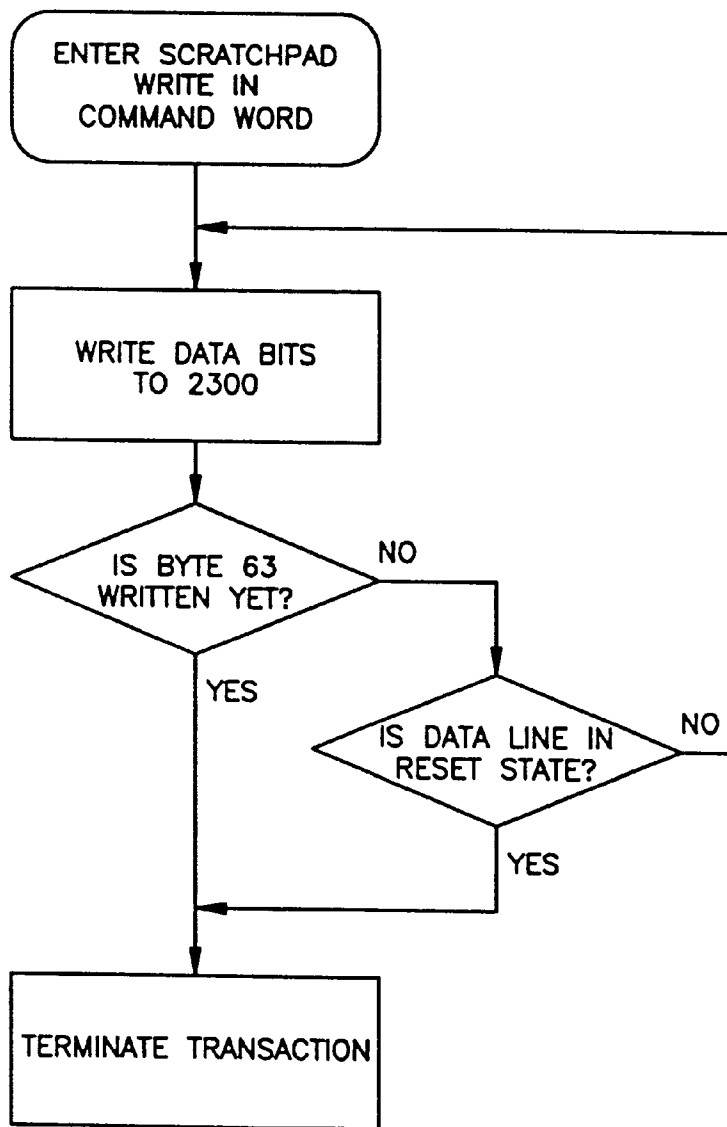 ENTER SCRATCHPAD
WRITE IN
COMMAND WORD
WRITE DATA BITS
TO 2300
IS BYTE 63
WRITTEN YET?
NO
YES
IS DATA LINE IN
RESET STATE?
NO
YES
TERMINATE TRANSACTION